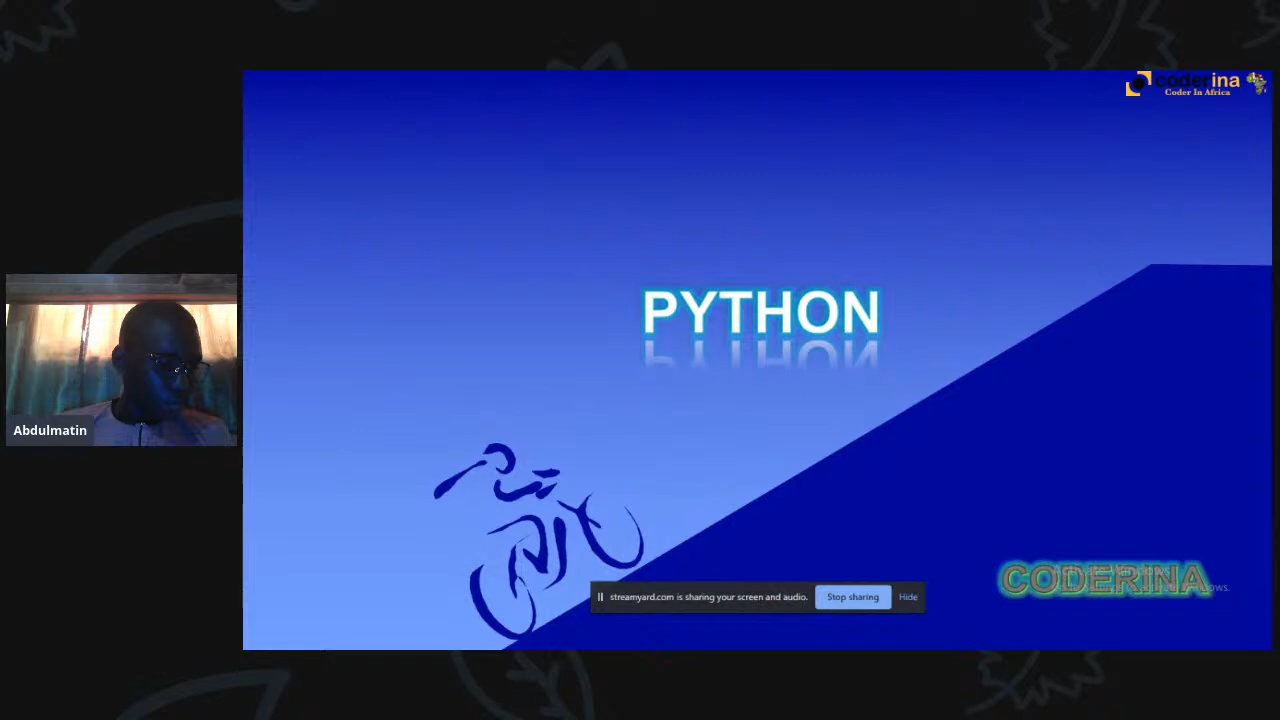 coderina
Coder In Africa
PYTHON
Abdulmatin
CODERINA
streamyard.com is sharing your screen and audio.
Stop sharing
Hide